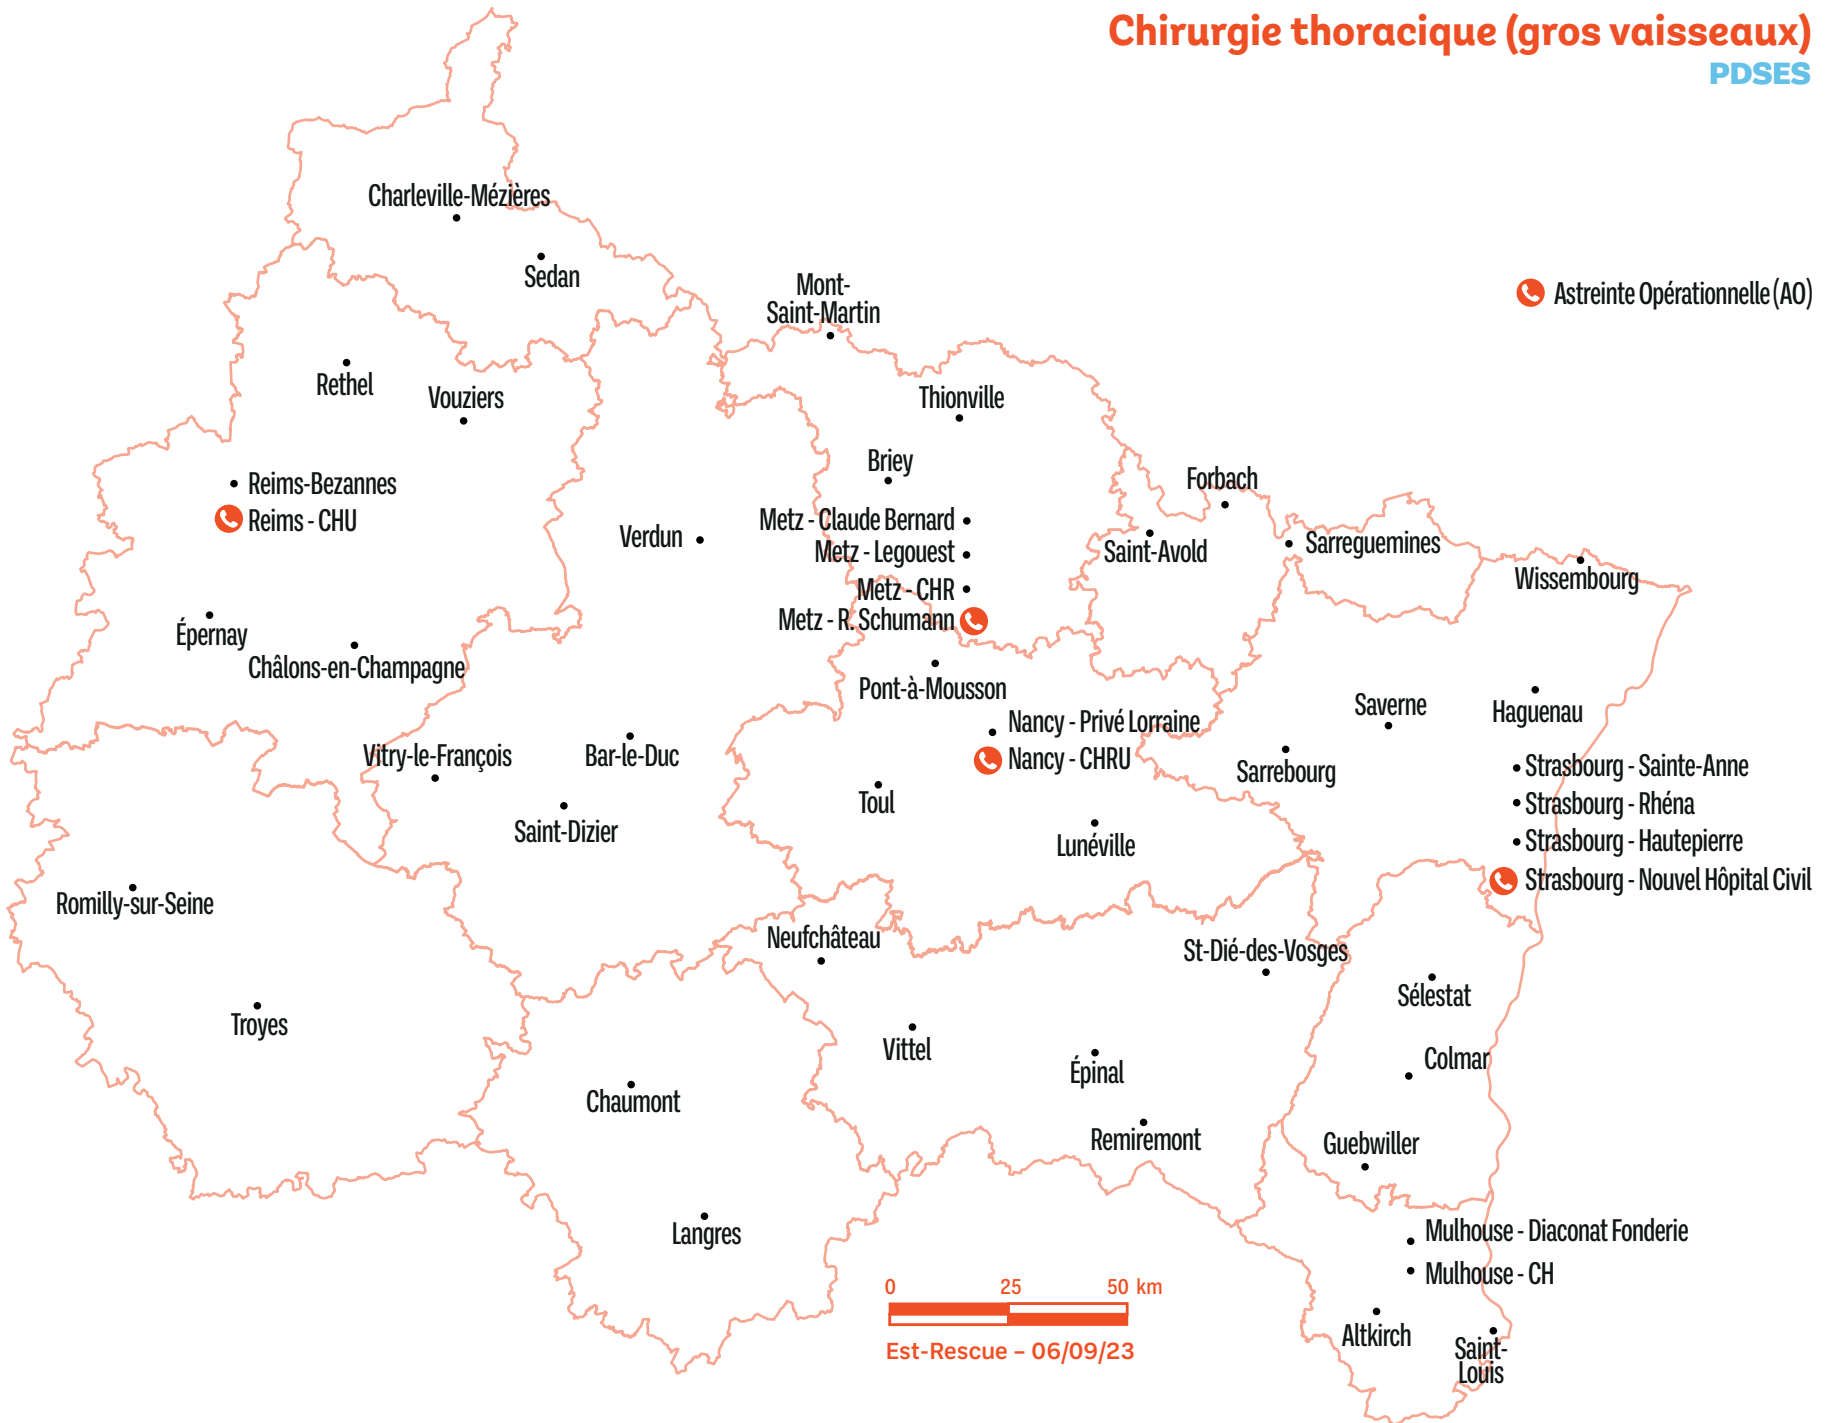 Chirurgie thoracique (gros vaisseaux)
PDSES
Charleville-Mézières
Sedan
Mont-
Saint-Martin
Astreinte Opérationnelle (AO)
Rethel
Vouziers
Thionville
Briey
Forbach
Reims-Bezannes
Reims - CHU
Verdun
Metz - Claude Bernard
Metz - Legouest
Metz - CHR
Metz - R. Schumann
Saint-Avold
Sarreguemines
Wissembourg
Épernay
Châlons-en-Champagne
Pont-à-Mousson
Nancy - Privé Lorraine
Nancy - CHRU
Saverne
Haguenau
Vitry-le-François
Bar-le-Duc
Sarrebourg
Strasbourg - Sainte-Anne
Strasbourg - Rhéna
Strasbourg - Hautepierre
Strasbourg - Nouvel Hôpital Civil
Toul
Saint-Dizier
Lunéville
Romilly-sur-Seine
Neufchâteau
St-Dié-des-Vosges
Sélestat
Troyes
Vittel
Épinal
Colmar
Chaumont
Remiremont
Guebwiller
Langres
Mulhouse - Diaconat Fonderie
Mulhouse - CH
Altkirch
Saint-
Louis
0 25 50 km
Est-Rescue – 06/09/23